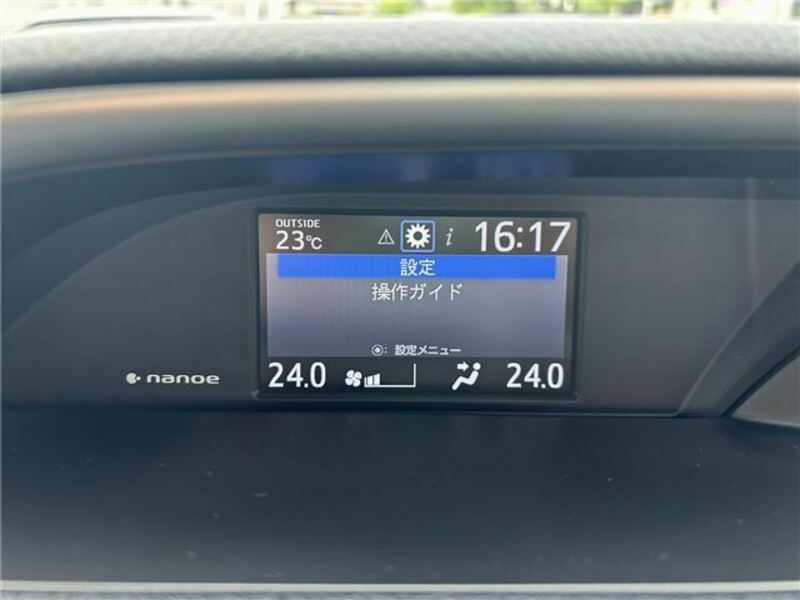 OUTSIDE
23℃
16:17
設定
操作ガイド
: 設定メニュー
24.0
24.0
nanoe